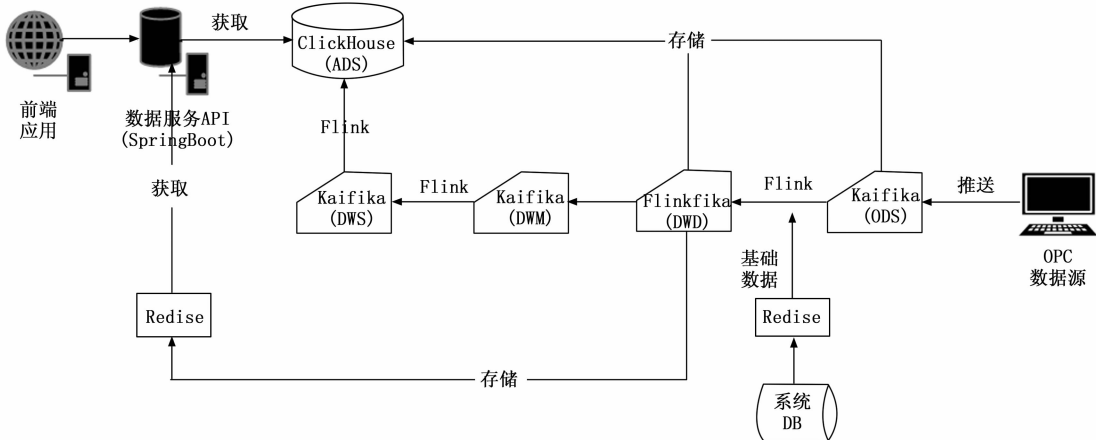 获取
ClickHouse
(ADS)
存储
前端
应用
数据服务API
(SpringBoot)
Flink
获取
Kaifika
(DWS)
Flink
Kaifika
(DWM)
Flinkfika
(DWD)
Flink
Kaifika
(ODS)
推送
OPC
数据源
基础
数据
Redise
Redise
存储
系统
DB